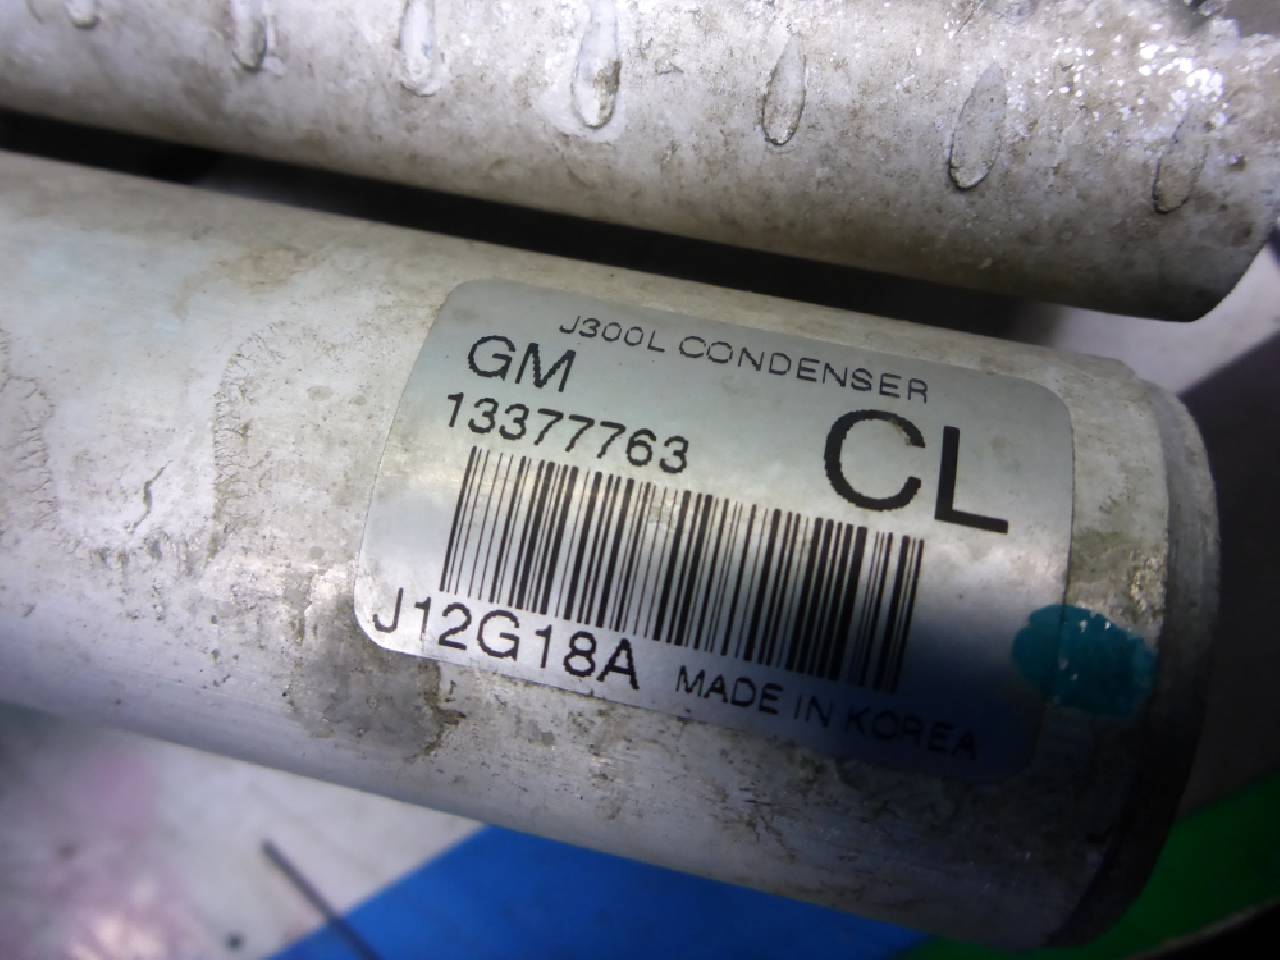 J300L CONDENSER
GM
13377763
CL
J12G18A
MADE IN KOREA